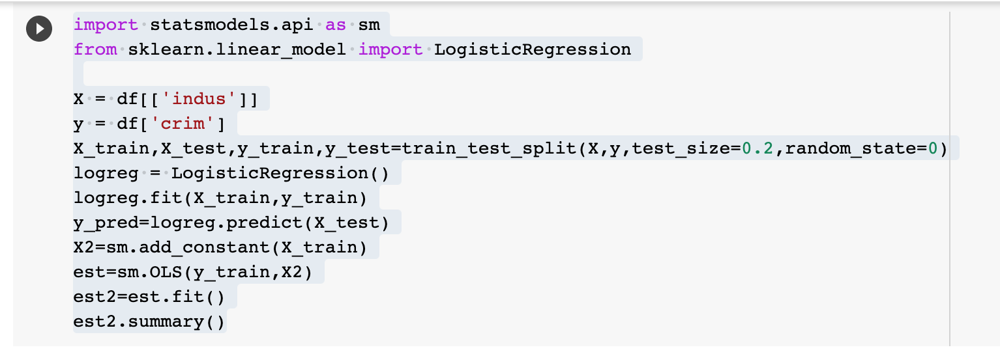 import statsmodels.api as sm
from sklearn.linear_model import LogisticRegression
X = df[['indus']]
y = df['crim']
X_train,X_test,y_train,y_test=train_test_split(X,y,test_size=0.2,random_state=0)
logreg = LogisticRegression()
logreg.fit(X_train,y_train)
y_pred=logreg.predict(X_test)
X2=sm.add_constant(X_train)
est=sm.OLS(y_train,X2)
est2=est.fit()
est2.summary()